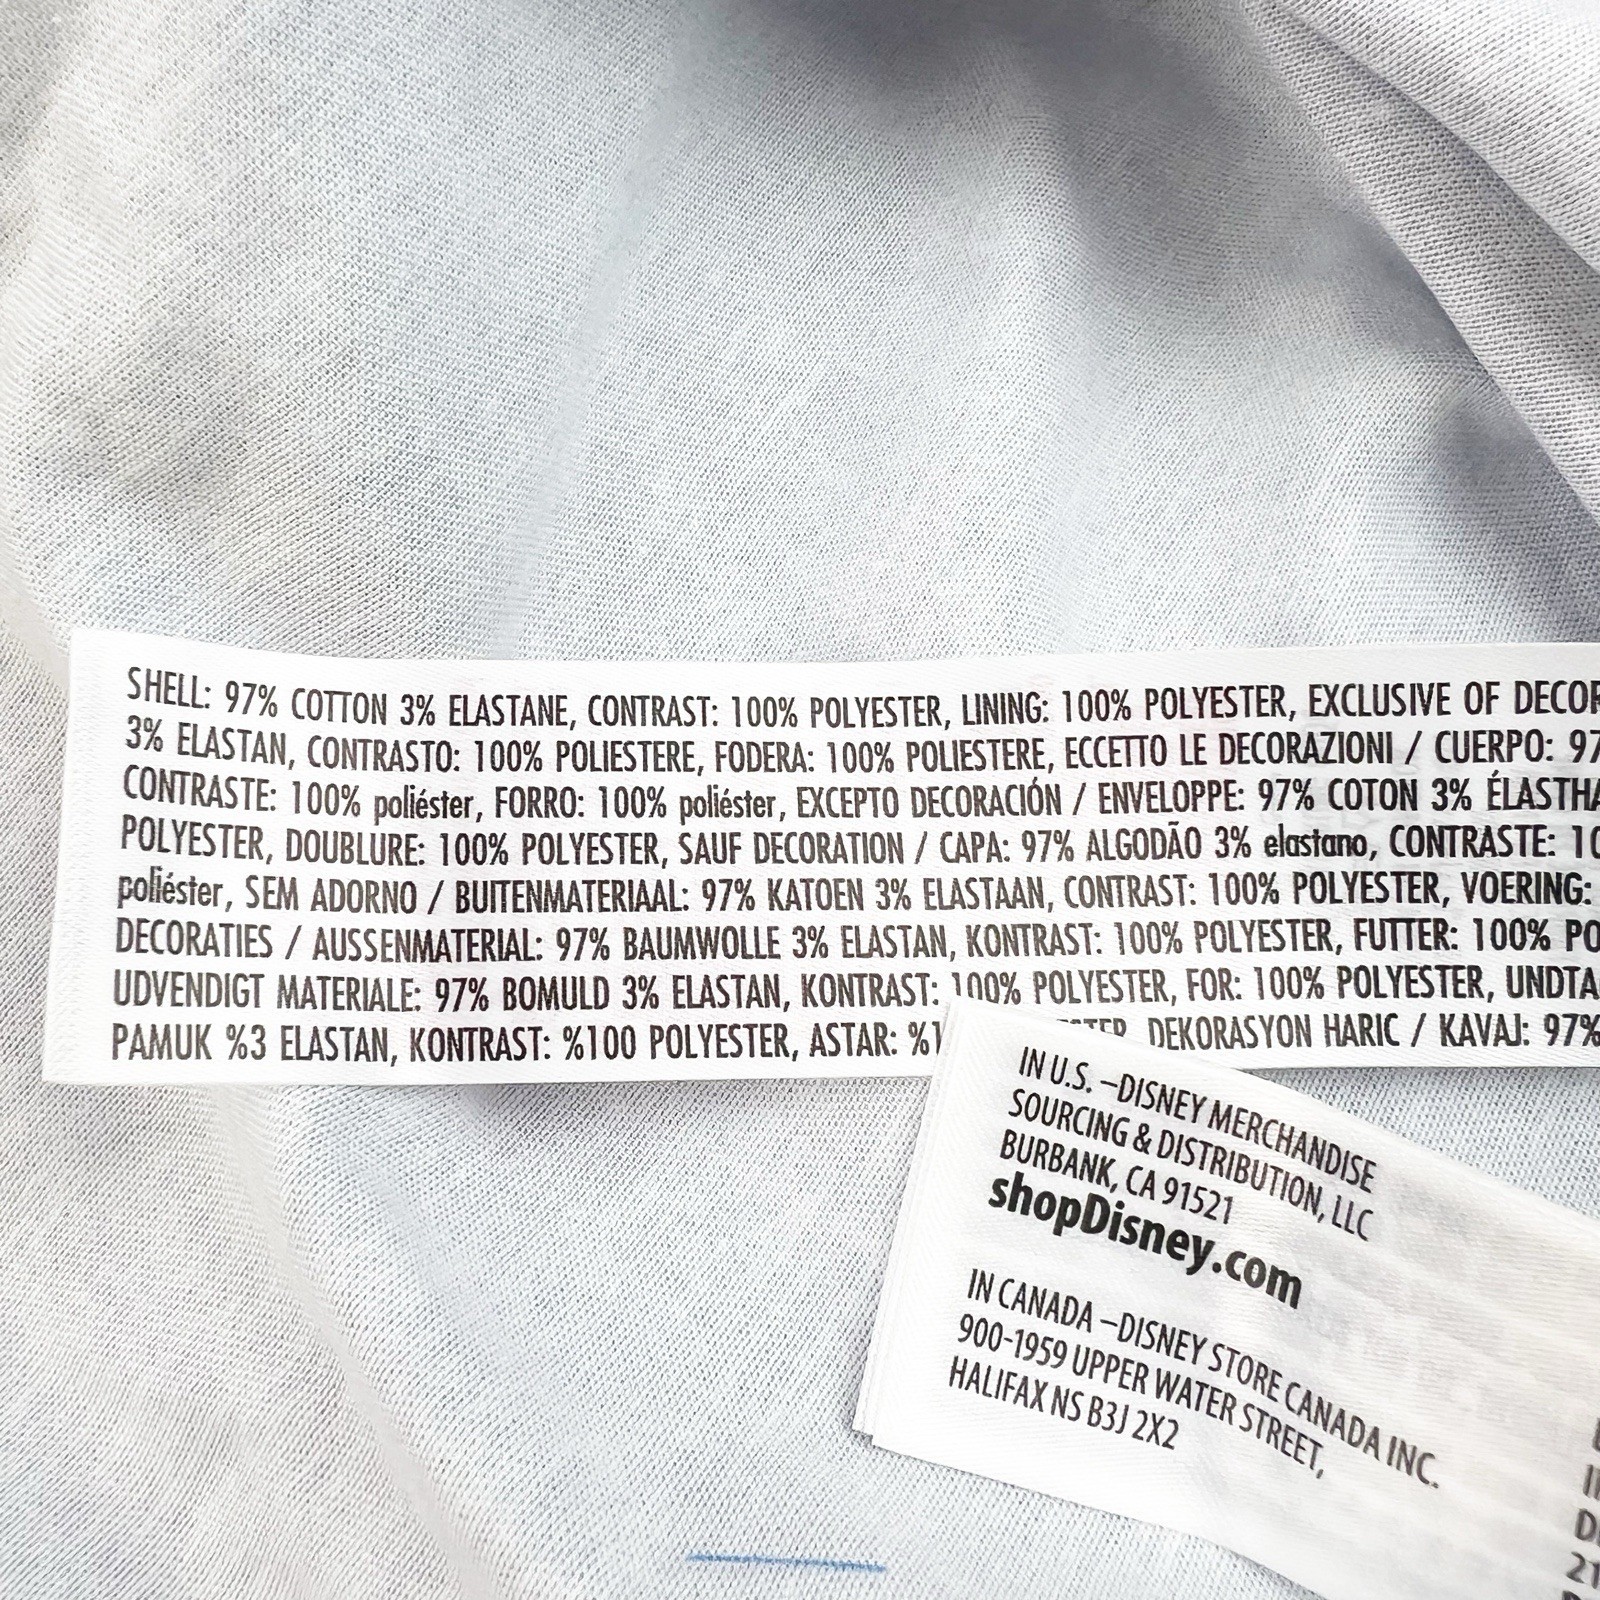 SHELL: 97% COTTON 3% ELASTANE, CONTRAST: 100% POLYESTER, LINING: 100% POLYESTER, EXCLUSIVE OF DECOR
3% ELASTAN, CONTRASTO: 100% POLIESTERE, FODERA: 100% POLIESTERE, ECCETTO LE DECORAZIONI / CUERPO: 97
CONTRASTE: 100% poliéster, FORRO: 100% poliéster, EXCEPTO DECORACIÓN / ENVELOPPE: 97% COTON 3% ÉLASTHA
POLYESTER, DOUBLURE: 100% POLYESTER, SAUF DECORATION / CAPA: 97% ALGODÃO 3% elastano, CONTRASTE: 10
poliéster, SEM ADORNO / BUITENMATERIAAL: 97% KATOEN 3% ELASTAAN, CONTRAST: 100% POLYESTER, VOERING:
DECORATIES / AUSSENMATERIAL: 97% BAUMWOLLE 3% ELASTAN, KONTRAST: 100% POLYESTER, FUTTER: 100% PO
UDVENDIGT MATERIALE: 97% BOMULD 3% ELASTAN, KONTRAST: 100% POLYESTER, FOR: 100% POLYESTER, UNDTA
PAMUK %3 ELASTAN, KONTRAST: %100 POLYESTER, ASTAR: %1 DEKORASYON HARIC / KAVAJ: 97%
IN U.S. –DISNEY MERCHANDISE
SOURCING & DISTRIBUTION, LLC
BURBANK, CA 91521
shopDisney.com
IN CANADA –DISNEY STORE CANADA INC.
900-1959 UPPER WATER STREET,
HALIFAX NS B3J 2X2